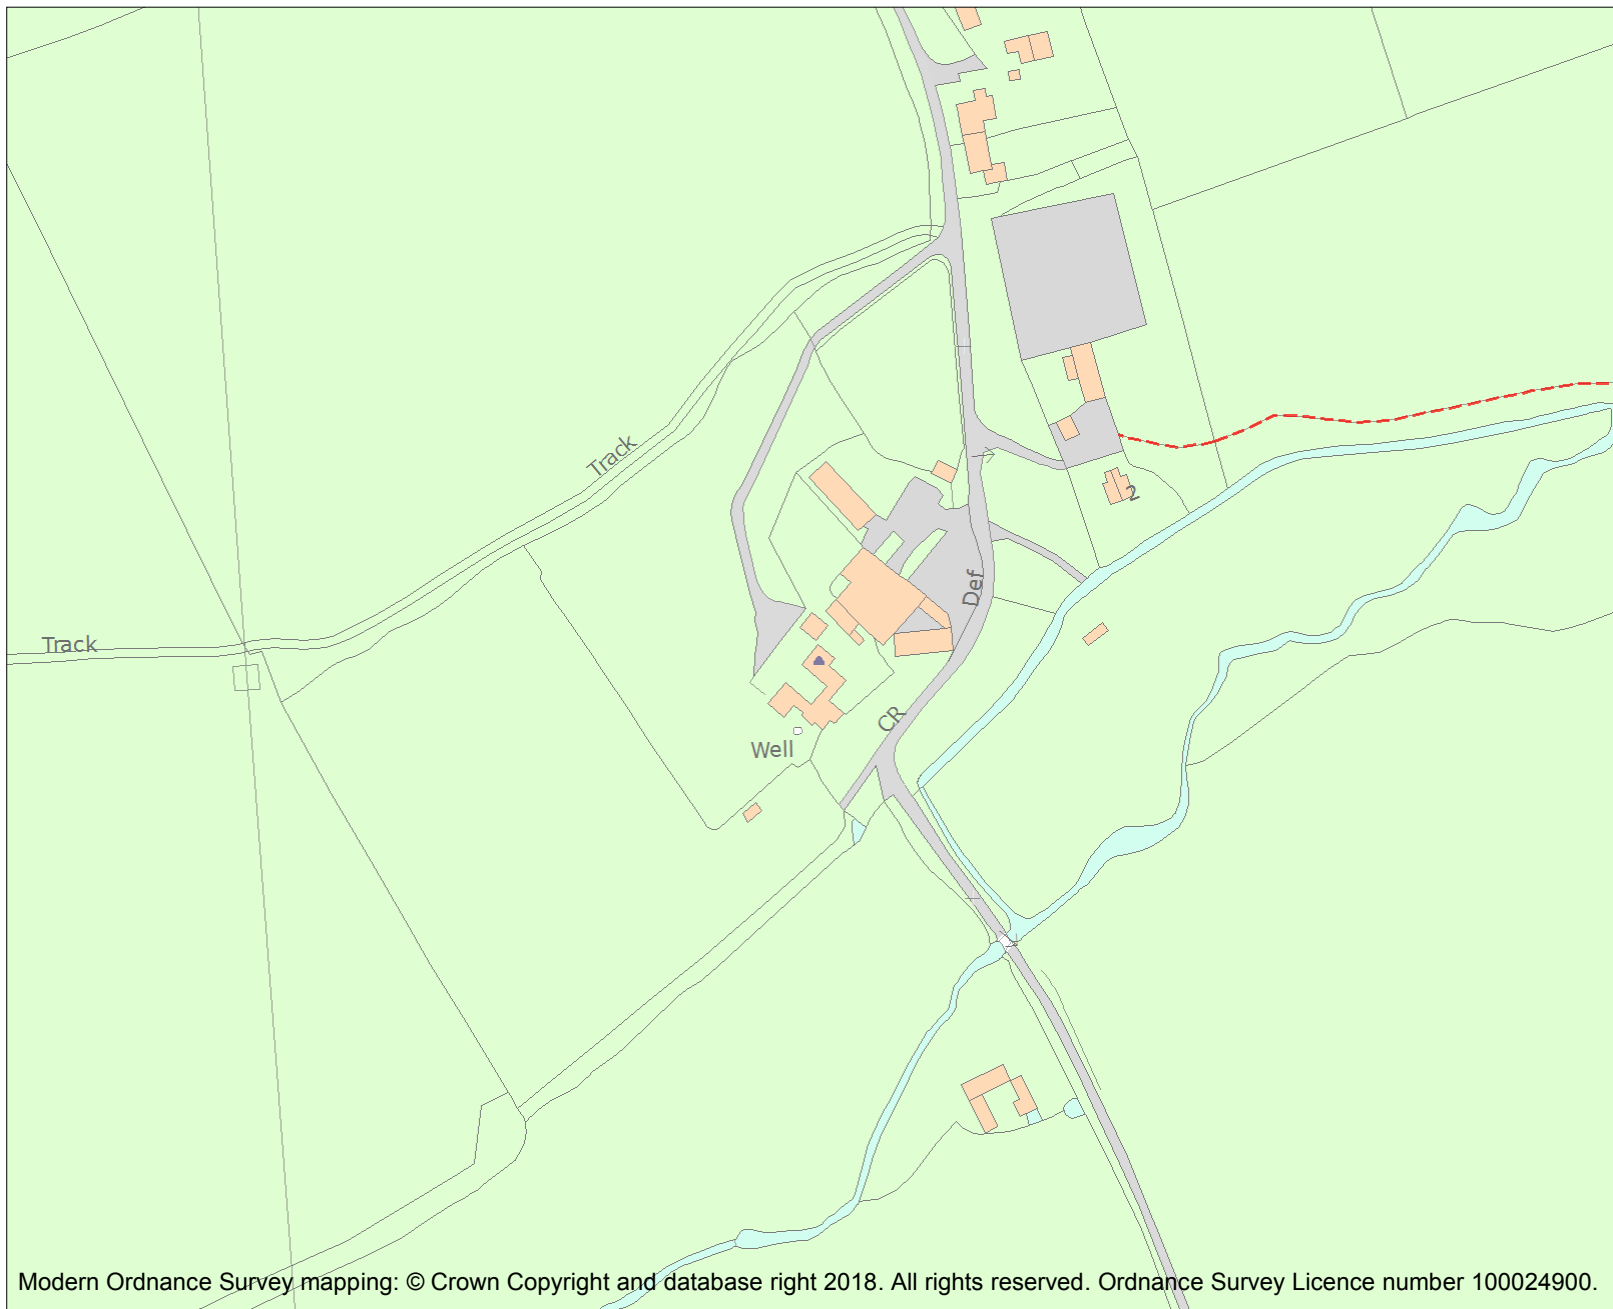 Track
2
Def
Track
CR
Well
Modern Ordnance Survey mapping: © Crown Copyright and database right 2018. All rights reserved. Ordnance Survey Licence number 100024900.